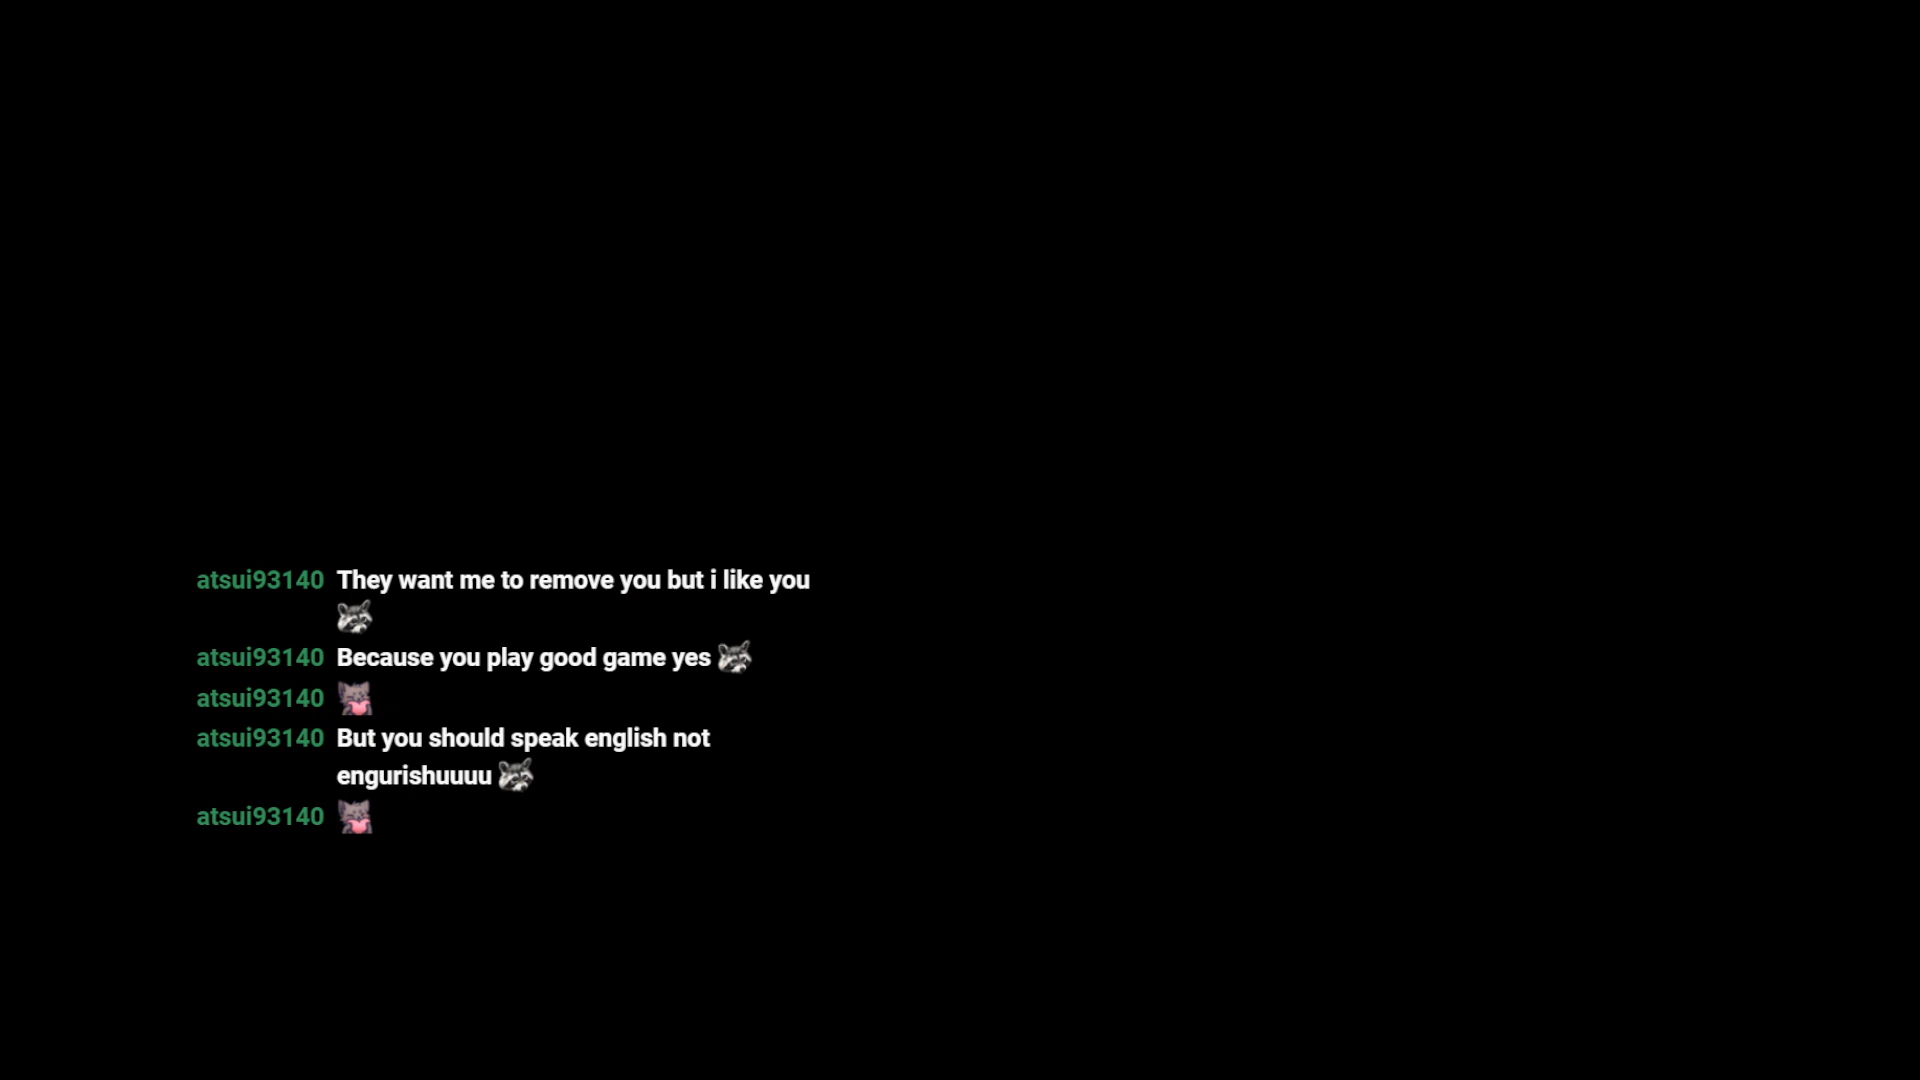 atsui93140 They want me to remove you but i like you
atsui93140 Because you play good game yes
atsui93140
atsui93140 But you should speak english not
engurishuuuu
atsui93140